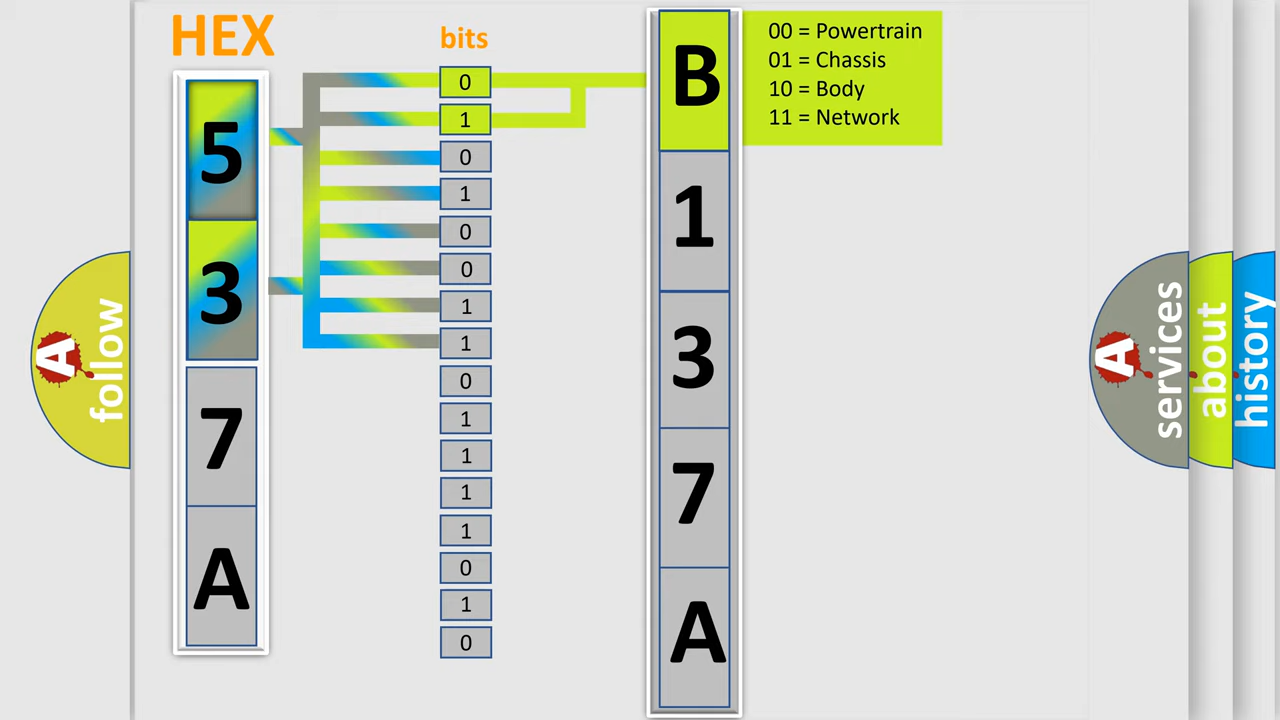 HEX
bits
5
3
7
A
0
1
0
1
0
0
1
1
0
1
1
1
1
0
1
0
B
1
3
7
A
00 = Powertrain
01 = Chassis
10 = Body
11 = Network
A
follow
A
services
about
history